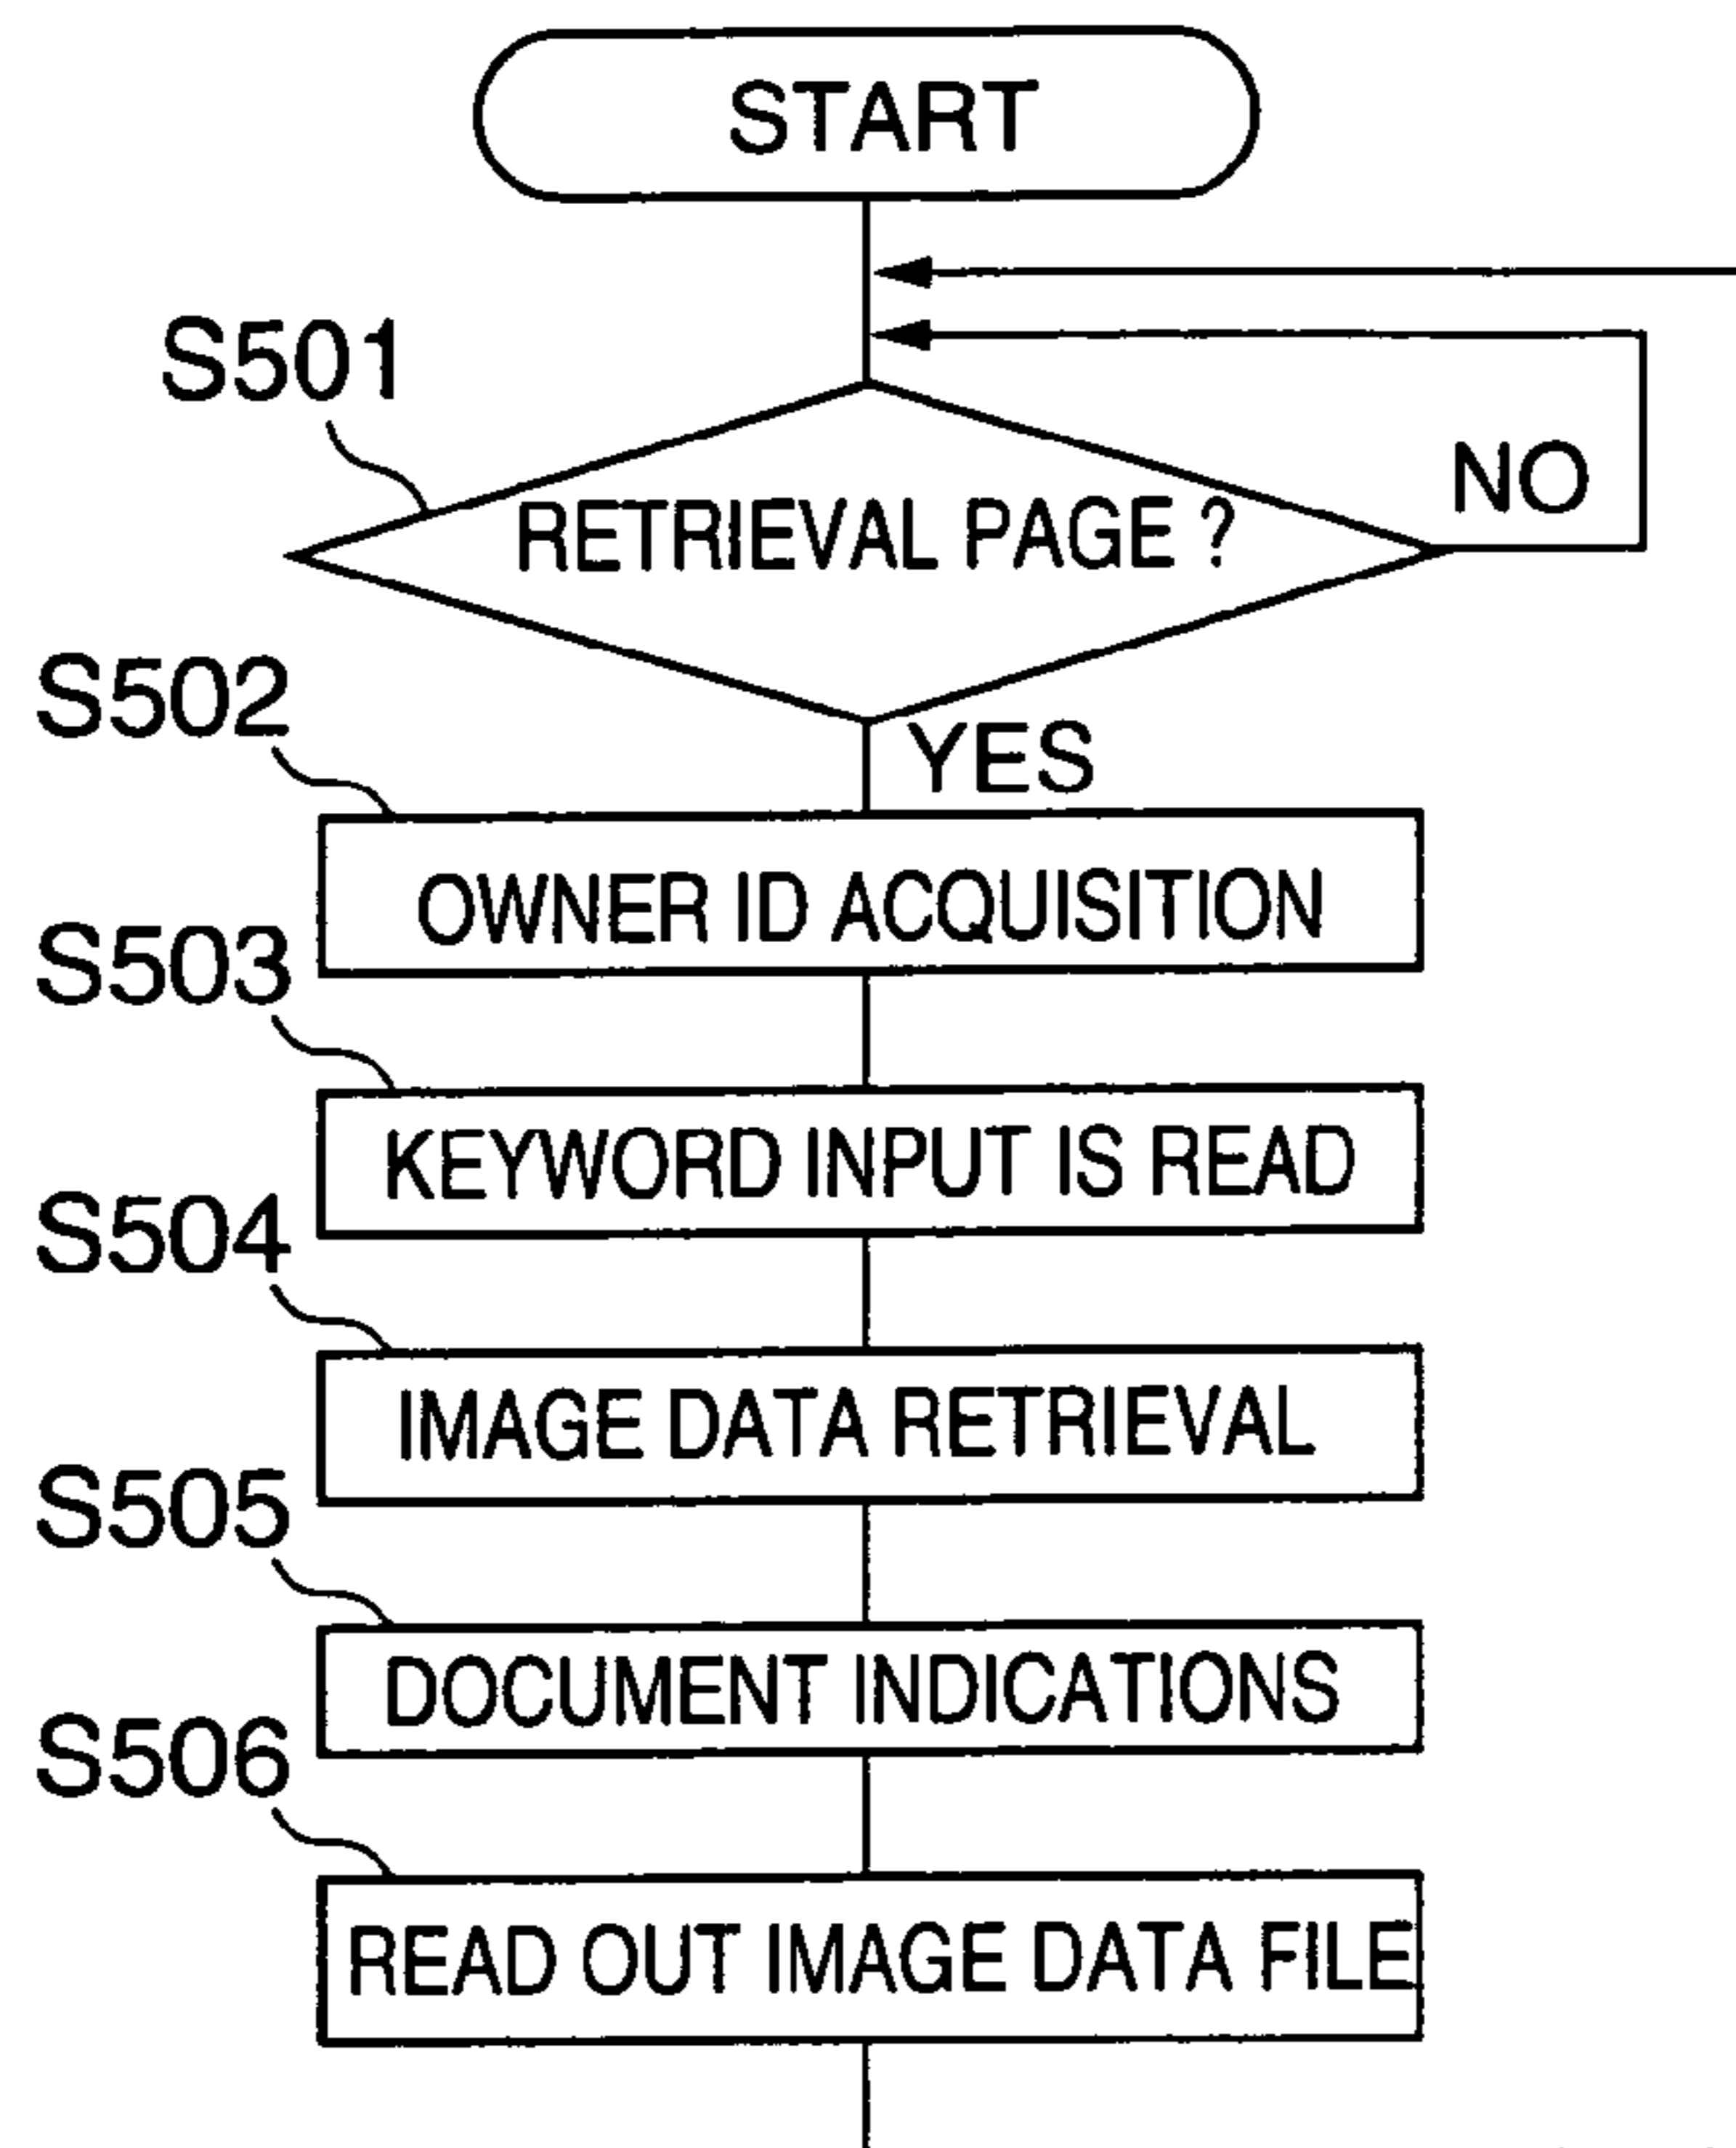 START
S501
RETRIEVAL PAGE ?
NO
YES
S502
OWNER ID ACQUISITION
S503
KEYWORD INPUT IS READ
S504
IMAGE DATA RETRIEVAL
S505
DOCUMENT INDICATIONS
S506
READ OUT IMAGE DATA FILE